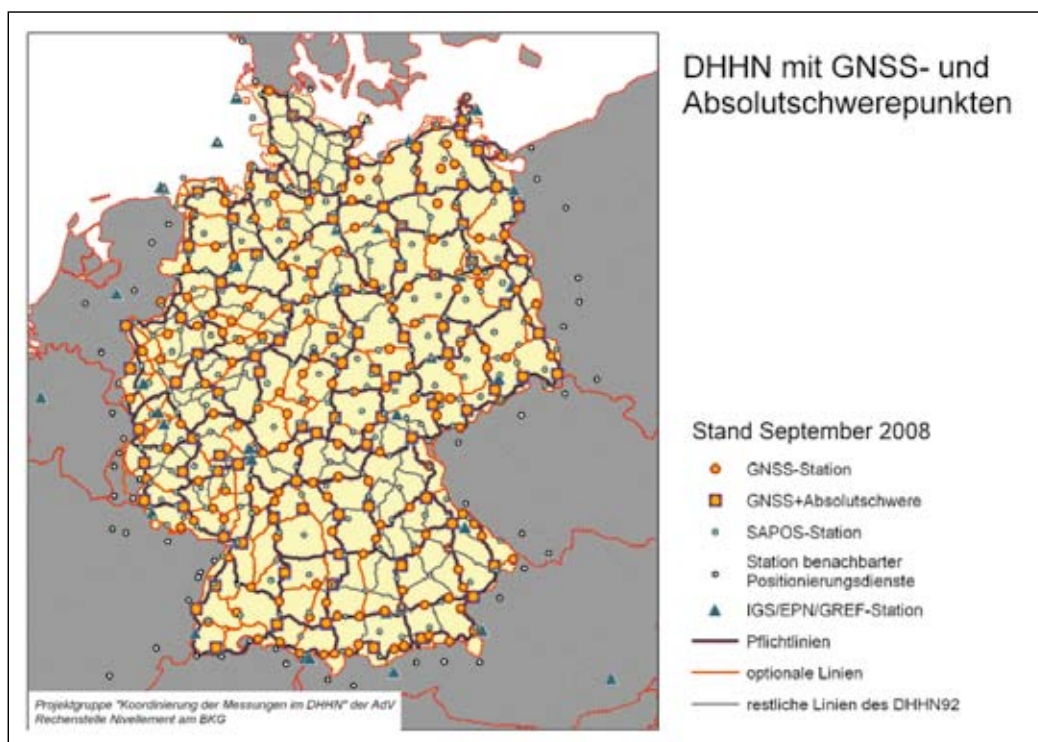 DHHN mit GNSS- und
Absolutschwerepunkten
Stand September 2008
GNSS-Station
GNSS+Absolutschwere
SAPOS-Station
Station benachbarter
Positionierungsdienste
IGS/EPN/GREF-Station
Pflichtlinien
optionale Linien
restliche Linien des DHHN92
Projektgruppe "Koordinierung der Messungen im DHHN" der AdV
Rechenstelle Nivellement am BKG